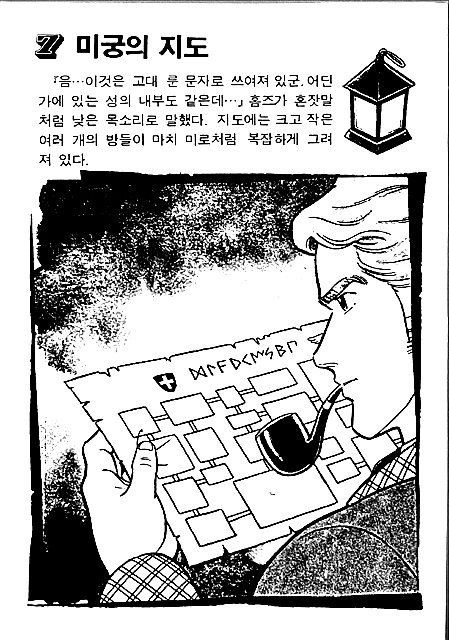 7 미궁의 지도
『음…이것은 고대 룬 문자로 쓰여져 있군. 어딘
가에 있는 성의 내부도 같은데…』 홈즈가 혼잣말
처럼 낮은 목소리로 말했다. 지도에는 크고 작은
여러 개의 방들이 마치 미로처럼 복잡하게 그려
져 있다.